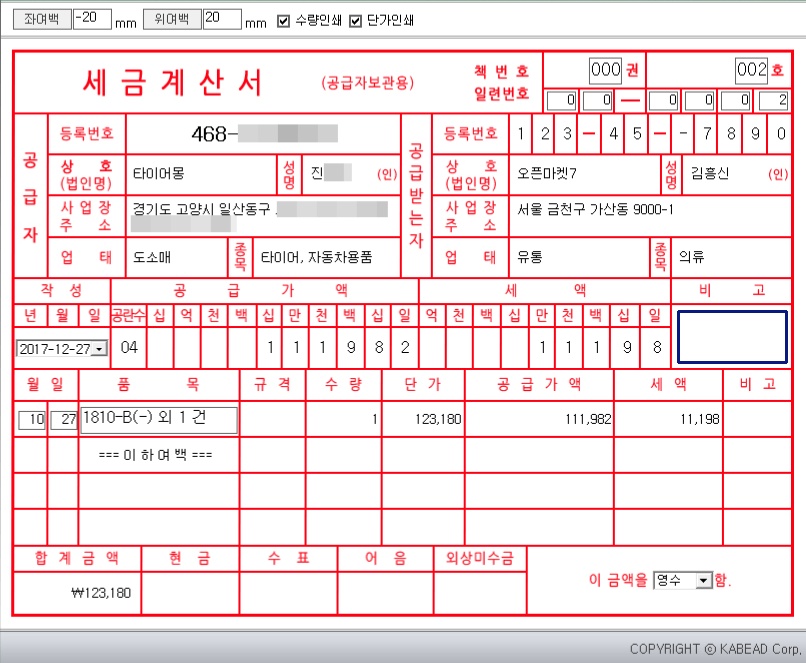 좌여백 -20 mm 위여백 20 mm 수량인쇄 단가인쇄
세 금 계 산 서 (공급자보관용) 책 번 호 000 권 002 호
일련번호 0 0 0 0 0 2
공급자 등록번호 468- 공급받는자 등록번호 1 2 3 - 4 5 - - 7 8 9 0
상 호 (법인명) 타이어몽 성명 진 (인) 상 호 (법인명) 오픈마켓7 성명 김흥신 (인)
사 업 장 주 소 경기도 고양시 일산동구 사 업 장 주 소 서울 금천구 가산동 9000-1
업 태 도소매 종목 타이어, 자동차용품 업 태 유통 종목 의류
작 성 공 급 가 액 세 액 비 고
년 월 일 공란수 십 억 천 백 십 만 천 백 십 일 억 천 백 십 만 천 백 십 일
2017-12-27 04 1 1 1 9 8 2 1 1 1 9 8
월 일 품 목 규 격 수 량 단 가 공 급 가 액 세 액 비 고
10 27 1810-B(-) 외 1 건 1 123,180 111,982 11,198
=== 이 하 여 백 ===
합 계 금 액 현 금 수 표 어 음 외상미수금
₩123,180 이 금액을 영수 함.
COPYRIGHT ⓒ KABEAD Corp,